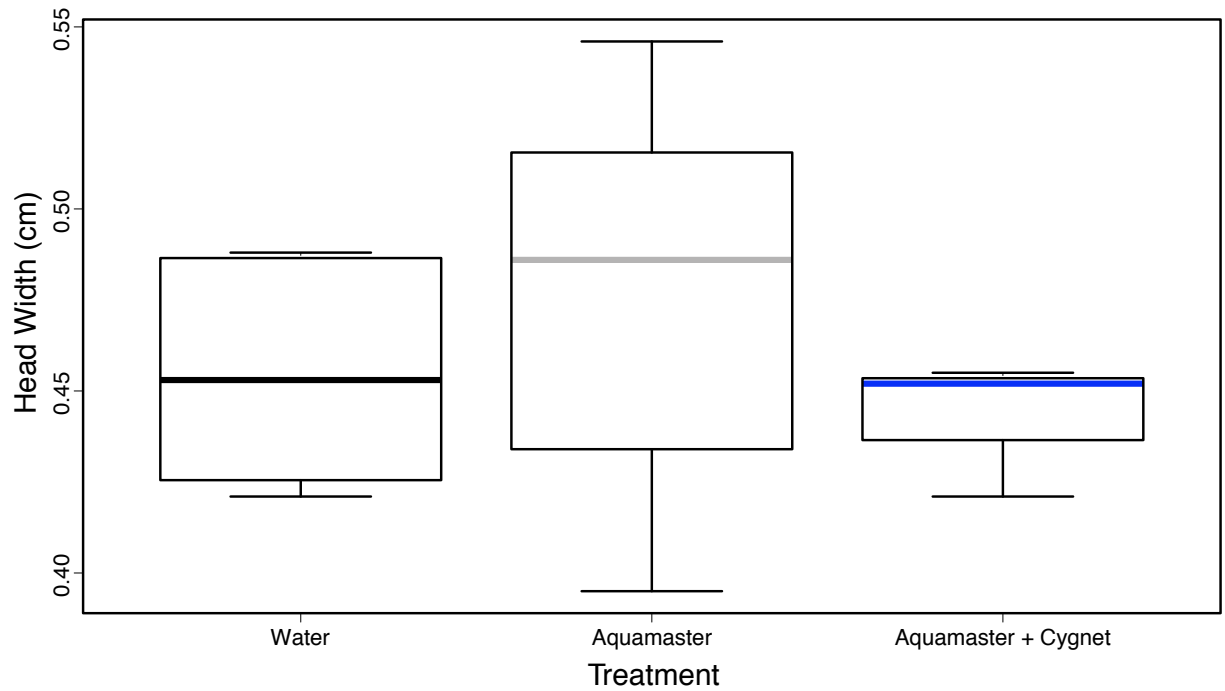 Head Width (cm)
0.55
0.50
0.45
0.40
Water
Aquamaster
Aquamaster + Cygnet
Treatment